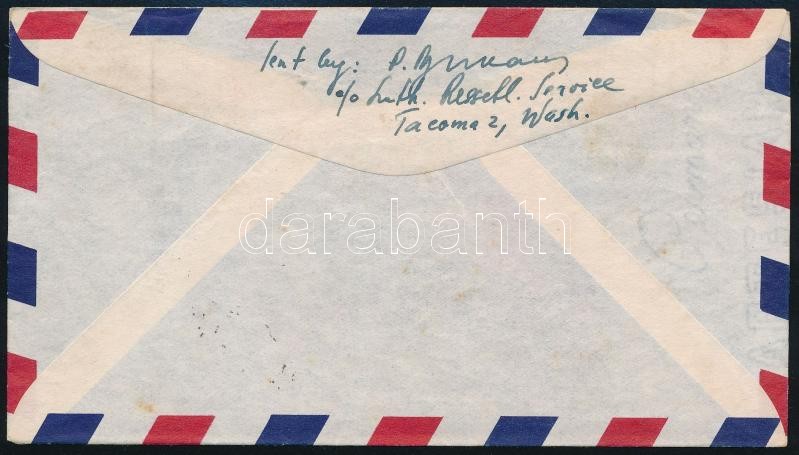 sent by: P.
c/o Luth. Resettl. Service
Tacoma 2, Wash.
darabanth